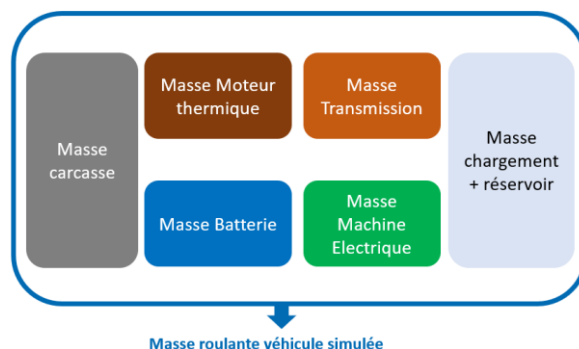 Masse
carcasse
Masse Moteur
thermique
Masse
Transmission
Masse Batterie
Masse
Machine
Electrique
Masse
chargement
+ réservoir
Masse roulante véhicule simulée